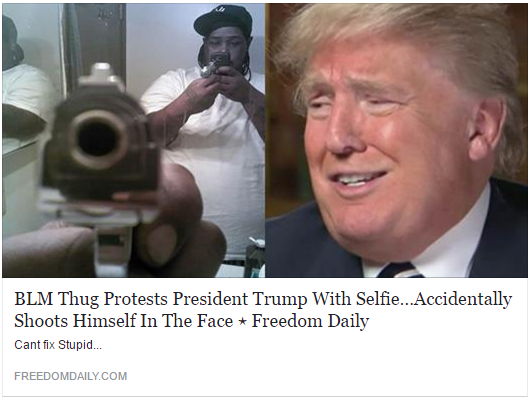 BLM Thug Protests President Trump With Selfie...Accidentally
Shoots Himself In The Face ⋆ Freedom Daily
Cant fix Stupid...
FREEDOMDAILY.COM